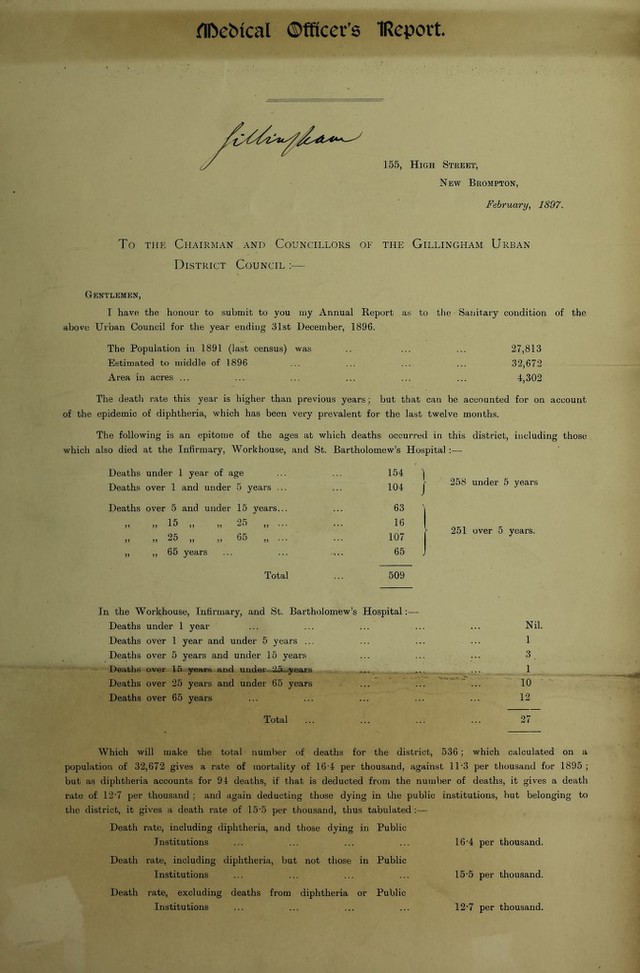 Medical Officer's Report.
Gillingham
155, High Street,
New Brompton,
February, 1897.
To the Chairman and Councillors of the Gillingham Urban
District Council :—
Gentlemen,
I have the honour to submit to you my Annual Report as to the Sanitary condition of the
above Urban Council for the year ending 31st December, 1896.
The Population in 1891 (last census) was .. ... ... 27,813
Estimated to middle of 1896 ... ... ... ... 32,672
Area in acres ... ... ... ... ... ... 4,302
The death rate this year is higher than previous years; but that can be accounted for on account
of the epidemic of diphtheria, which has been very prevalent for the last twelve months.
The following is an epitome of the ages at which deaths occurred in this district, including those
which also died at the Infirmary, Workhouse, and St. Bartholomew's Hospital :—
Deaths under 1 year of age ... ... 154
Deaths over 1 and under 5 years ... ... 104
258 under 5 years
Deaths over 5 and under 15 years... ... 63
„ „ 15 „ „ 25 „ ... ... 16
„ „ 25 „ „ 65 „ ... ... 107
„ „ 65 years ... ... ... 65
251 over 5 years.
Total ... 509
In the Workhouse, Infirmary, and St. Bartholomew's Hospital :—
Deaths under 1 year ... ... ... ... ... Nil.
Deaths over 1 year and under 5 years ... ... ... ... 1
Deaths over 5 years and under 15 years ... ... ... 3
Deaths over 15 years and under 25 years ... ... ... 1
Deaths over 25 years and under 65 years ... ... ... 10
Deaths over 65 years ... ... ... ... ... 12
Total ... ... ... ... 27
Which will make the total number of deaths for the district, 536; which calculated on a
population of 32,672 gives a rate of mortality of 16·4 per thousand, against 11·3 per thousand for 1895;
but as diphtheria accounts for 94 deaths, if that is deducted from the number of deaths, it gives a death
rate of 12·7 per thousand; and again deducting those dying in the public institutions, but belonging to
the district, it gives a death rate of 15·5 per thousand, thus tabulated :—
Death rate, including diphtheria, and those dying in Public
Institutions ... ... ... ... 16·4 per thousand.
Death rate, including diphtheria, but not those in Public
Institutions ... ... ... ... 15·5 per thousand.
Death rate, excluding deaths from diphtheria or Public
Institutions ... ... ... ... 12·7 per thousand.